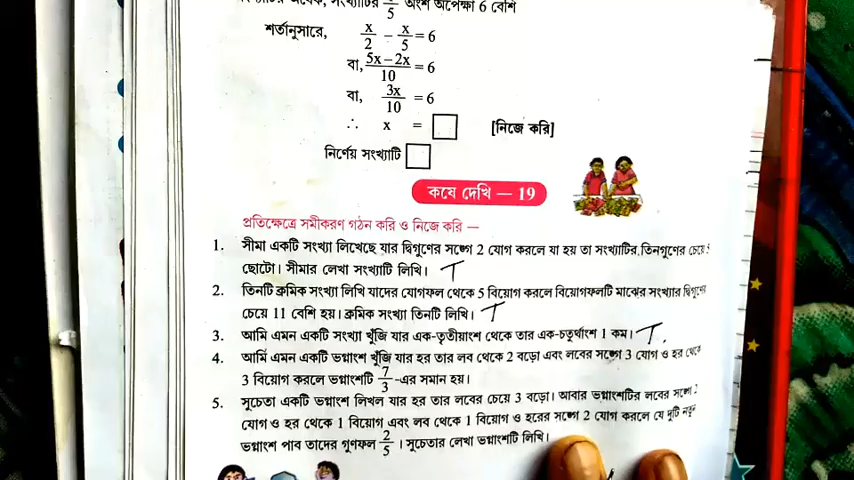 সংখ্যাটির x/5 অংশ অপেক্ষা 6 বেশি
শর্তানুসারে, x/2 - x/5 = 6
বা, (5x – 2x)/10 = 6
বা, 3x/10 = 6
∴ x = □ [নিজে করি]
নির্ণেয় সংখ্যাটি □
কষে দেখি — 19
প্রতিক্ষেত্রে সমীকরণ গঠন করি ও নিজে করি —
1. সীমা একটি সংখ্যা লিখেছে যার দ্বিগুণের সঙ্গে 2 যোগ করলে যা হয় তা সংখ্যাটির তিনগুণের চেয়ে 5
ছোটো। সীমার লেখা সংখ্যাটি লিখি। T
2. তিনটি ক্রমিক সংখ্যা লিখি যাদের যোগফল থেকে 5 বিয়োগ করলে বিয়োগফলটি মাঝের সংখ্যার দ্বিগুণের
চেয়ে 11 বেশি হয়। ক্রমিক সংখ্যা তিনটি লিখি। T
3. আমি এমন একটি সংখ্যা খুঁজি যার এক-তৃতীয়াংশ থেকে তার এক-চতুর্থাংশ 1 কম। T.
4. আমি এমন একটি ভগ্নাংশ খুঁজি যার হর তার লব থেকে 2 বড়ো এবং লবের সঙ্গে 3 যোগ ও হর থেকে
3 বিয়োগ করলে ভগ্নাংশটি 7/3-এর সমান হয়।
5. সুচেতা একটি ভগ্নাংশ লিখল যার হর তার লবের চেয়ে 3 বড়ো। আবার ভগ্নাংশটির লবের সঙ্গে 2
যোগ ও হর থেকে 1 বিয়োগ এবং লব থেকে 1 বিয়োগ ও হরের সঙ্গে 2 যোগ করলে যে দুটি নতুন
ভগ্নাংশ পাব তাদের গুণফল 2/5। সুচেতার লেখা ভগ্নাংশটি লিখি।